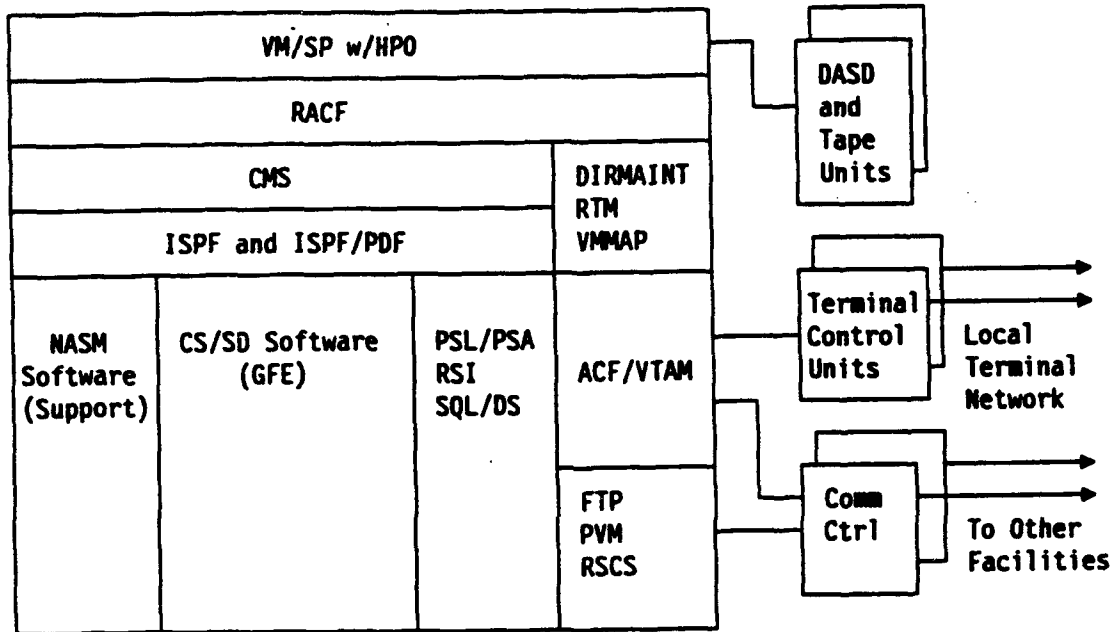 VM/SP w/HPO
RACF
CMS
ISPF and ISPF/PDF
DIRMAINT
RTM
VMMAP
NASM
Software
(Support)
CS/SD Software
(GFE)
PSL/PSA
RSI
SQL/DS
ACF/VTAM
FTP
PVM
RSCS
DASD
and
Tape
Units
Terminal
Control
Units
Local
Terminal
Network
Comm
Ctrl
To Other
Facilities